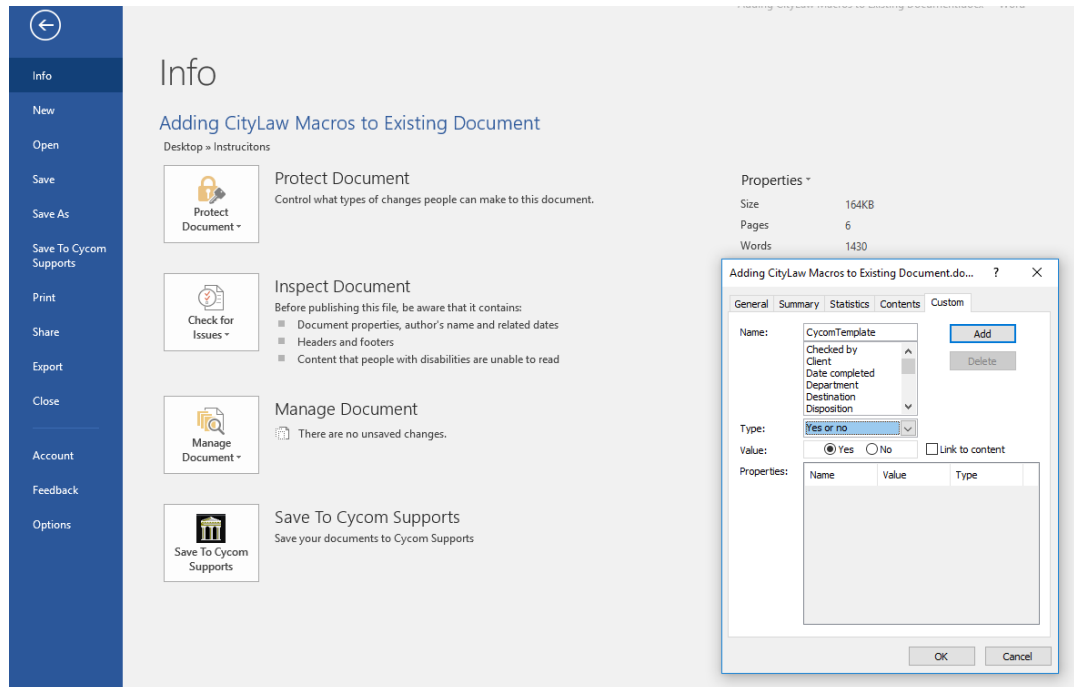 Info
New
Open
Save
Save As
Save To Cycom
Supports
Print
Share
Export
Close
Account
Feedback
Options
Info
Adding CityLaw Macros to Existing Document
Desktop » Instrucitons
Protect
Document
Protect Document
Control what types of changes people can make to this document.
Check for
Issues
Inspect Document
Before publishing this file, be aware that it contains:
Document properties, author's name and related dates
Headers and footers
Content that people with disabilities are unable to read
Manage
Document
Manage Document
There are no unsaved changes.
Save To Cycom
Supports
Save To Cycom Supports
Save your documents to Cycom Supports
Properties
Size 164KB
Pages 6
Words 1430
Adding CityLaw Macros to Existing Document.do... ? X
General Summary Statistics Contents Custom
Name: CycomTemplate Add
Checked by
Client Delete
Date completed
Department
Destination
Disposition
Type: Yes or no
Value: Yes No Link to content
Properties: Name Value Type
OK Cancel